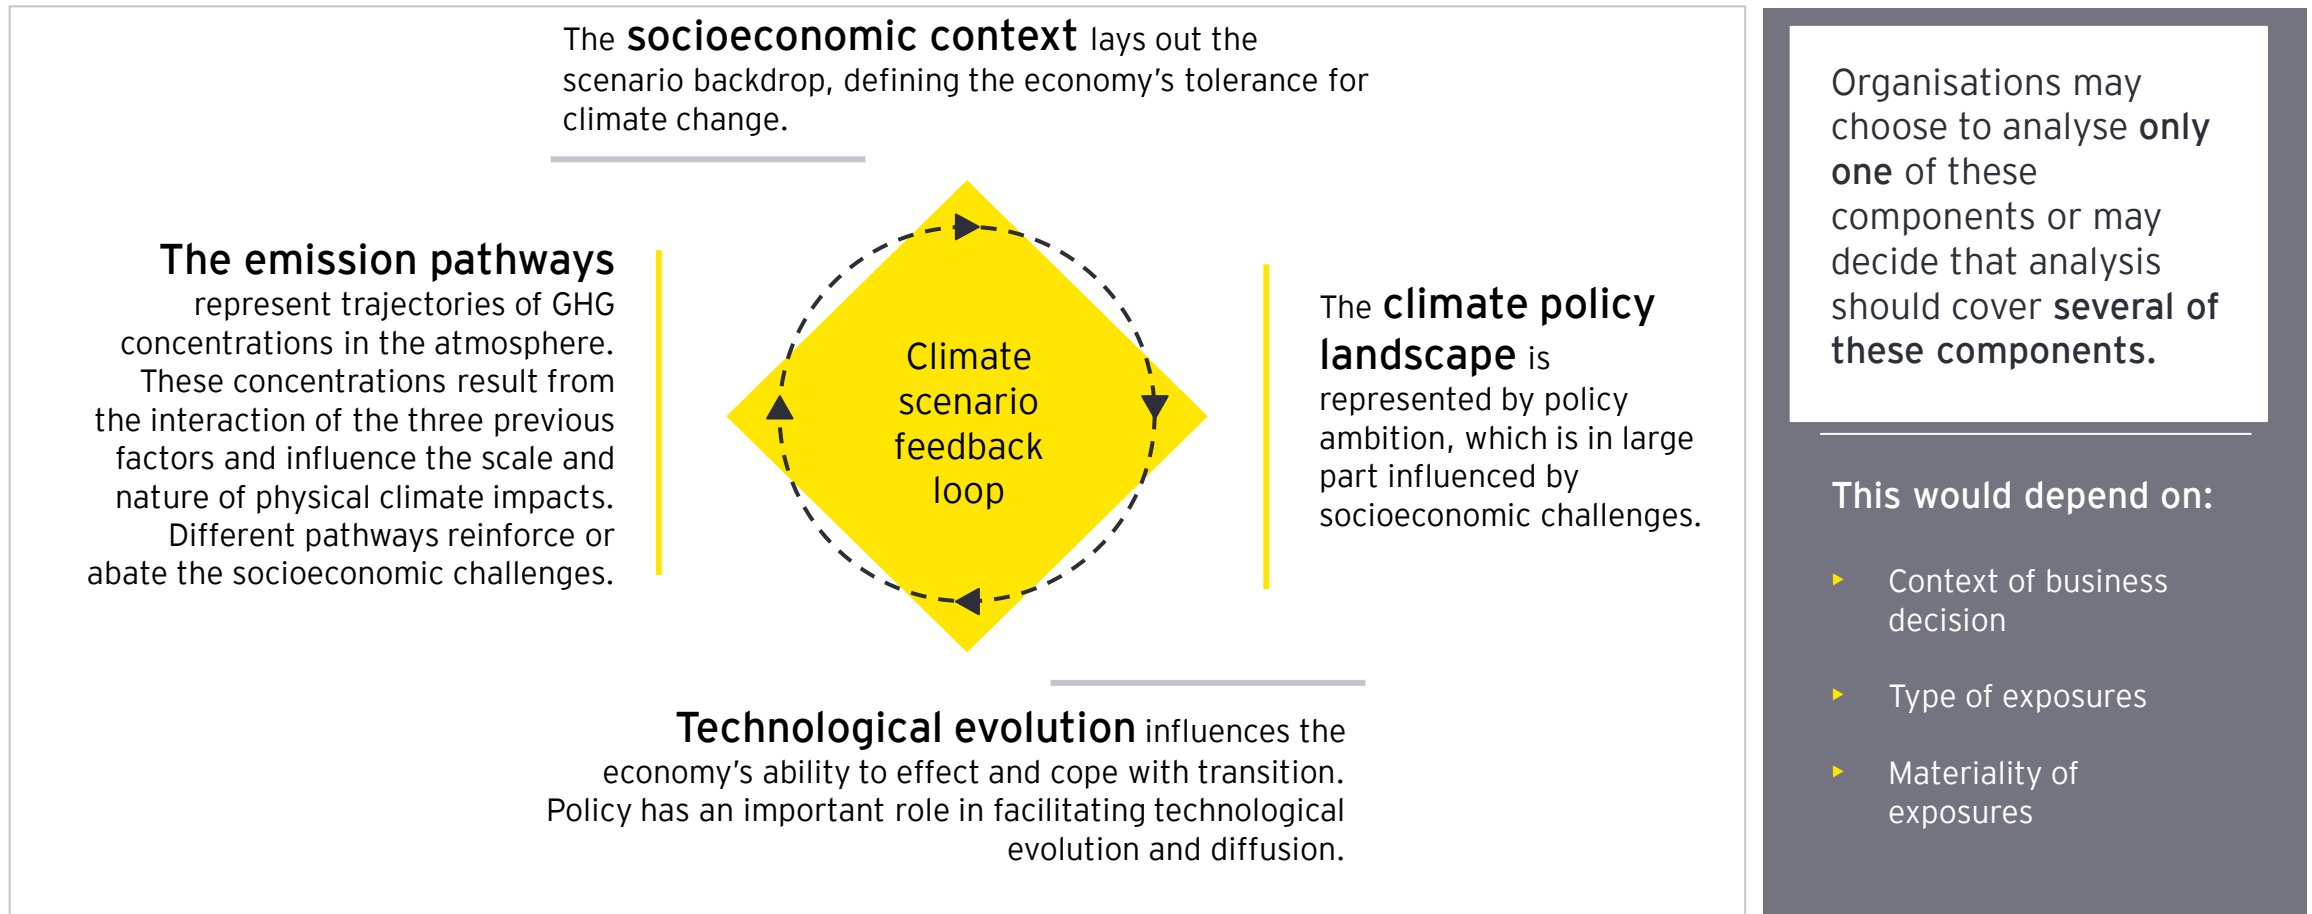 The socioeconomic context lays out the
scenario backdrop, defining the economy's tolerance for
climate change.
The emission pathways
represent trajectories of GHG
concentrations in the atmosphere.
These concentrations result from
the interaction of the three previous
factors and influence the scale and
nature of physical climate impacts.
Different pathways reinforce or
abate the socioeconomic challenges.
Climate
scenario
feedback
loop
The climate policy
landscape is
represented by policy
ambition, which is in large
part influenced by
socioeconomic challenges.
Technological evolution influences the
economy's ability to effect and cope with transition.
Policy has an important role in facilitating technological
evolution and diffusion.
Organisations may
choose to analyse only
one of these
components or may
decide that analysis
should cover several of
these components.
This would depend on:
Context of business
decision
Type of exposures
Materiality of
exposures